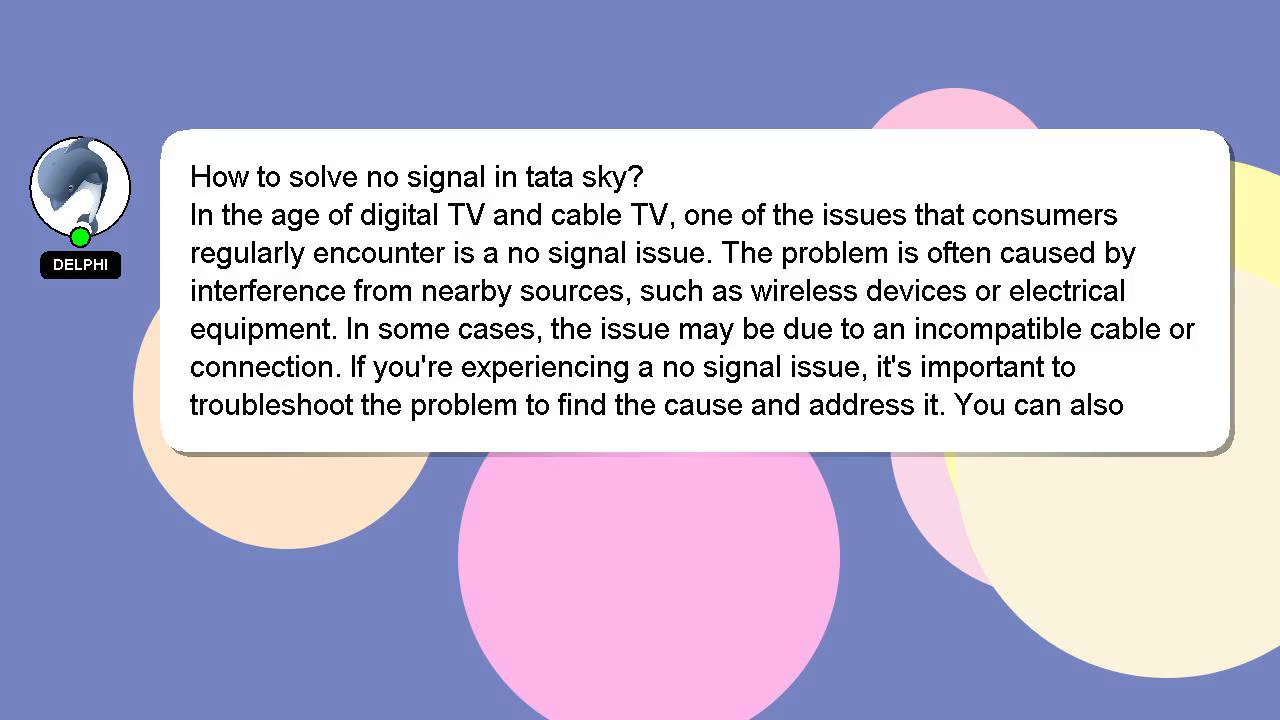 DELPHI
How to solve no signal in tata sky?
In the age of digital TV and cable TV, one of the issues that consumers
regularly encounter is a no signal issue. The problem is often caused by
interference from nearby sources, such as wireless devices or electrical
equipment. In some cases, the issue may be due to an incompatible cable or
connection. If you're experiencing a no signal issue, it's important to
troubleshoot the problem to find the cause and address it. You can also